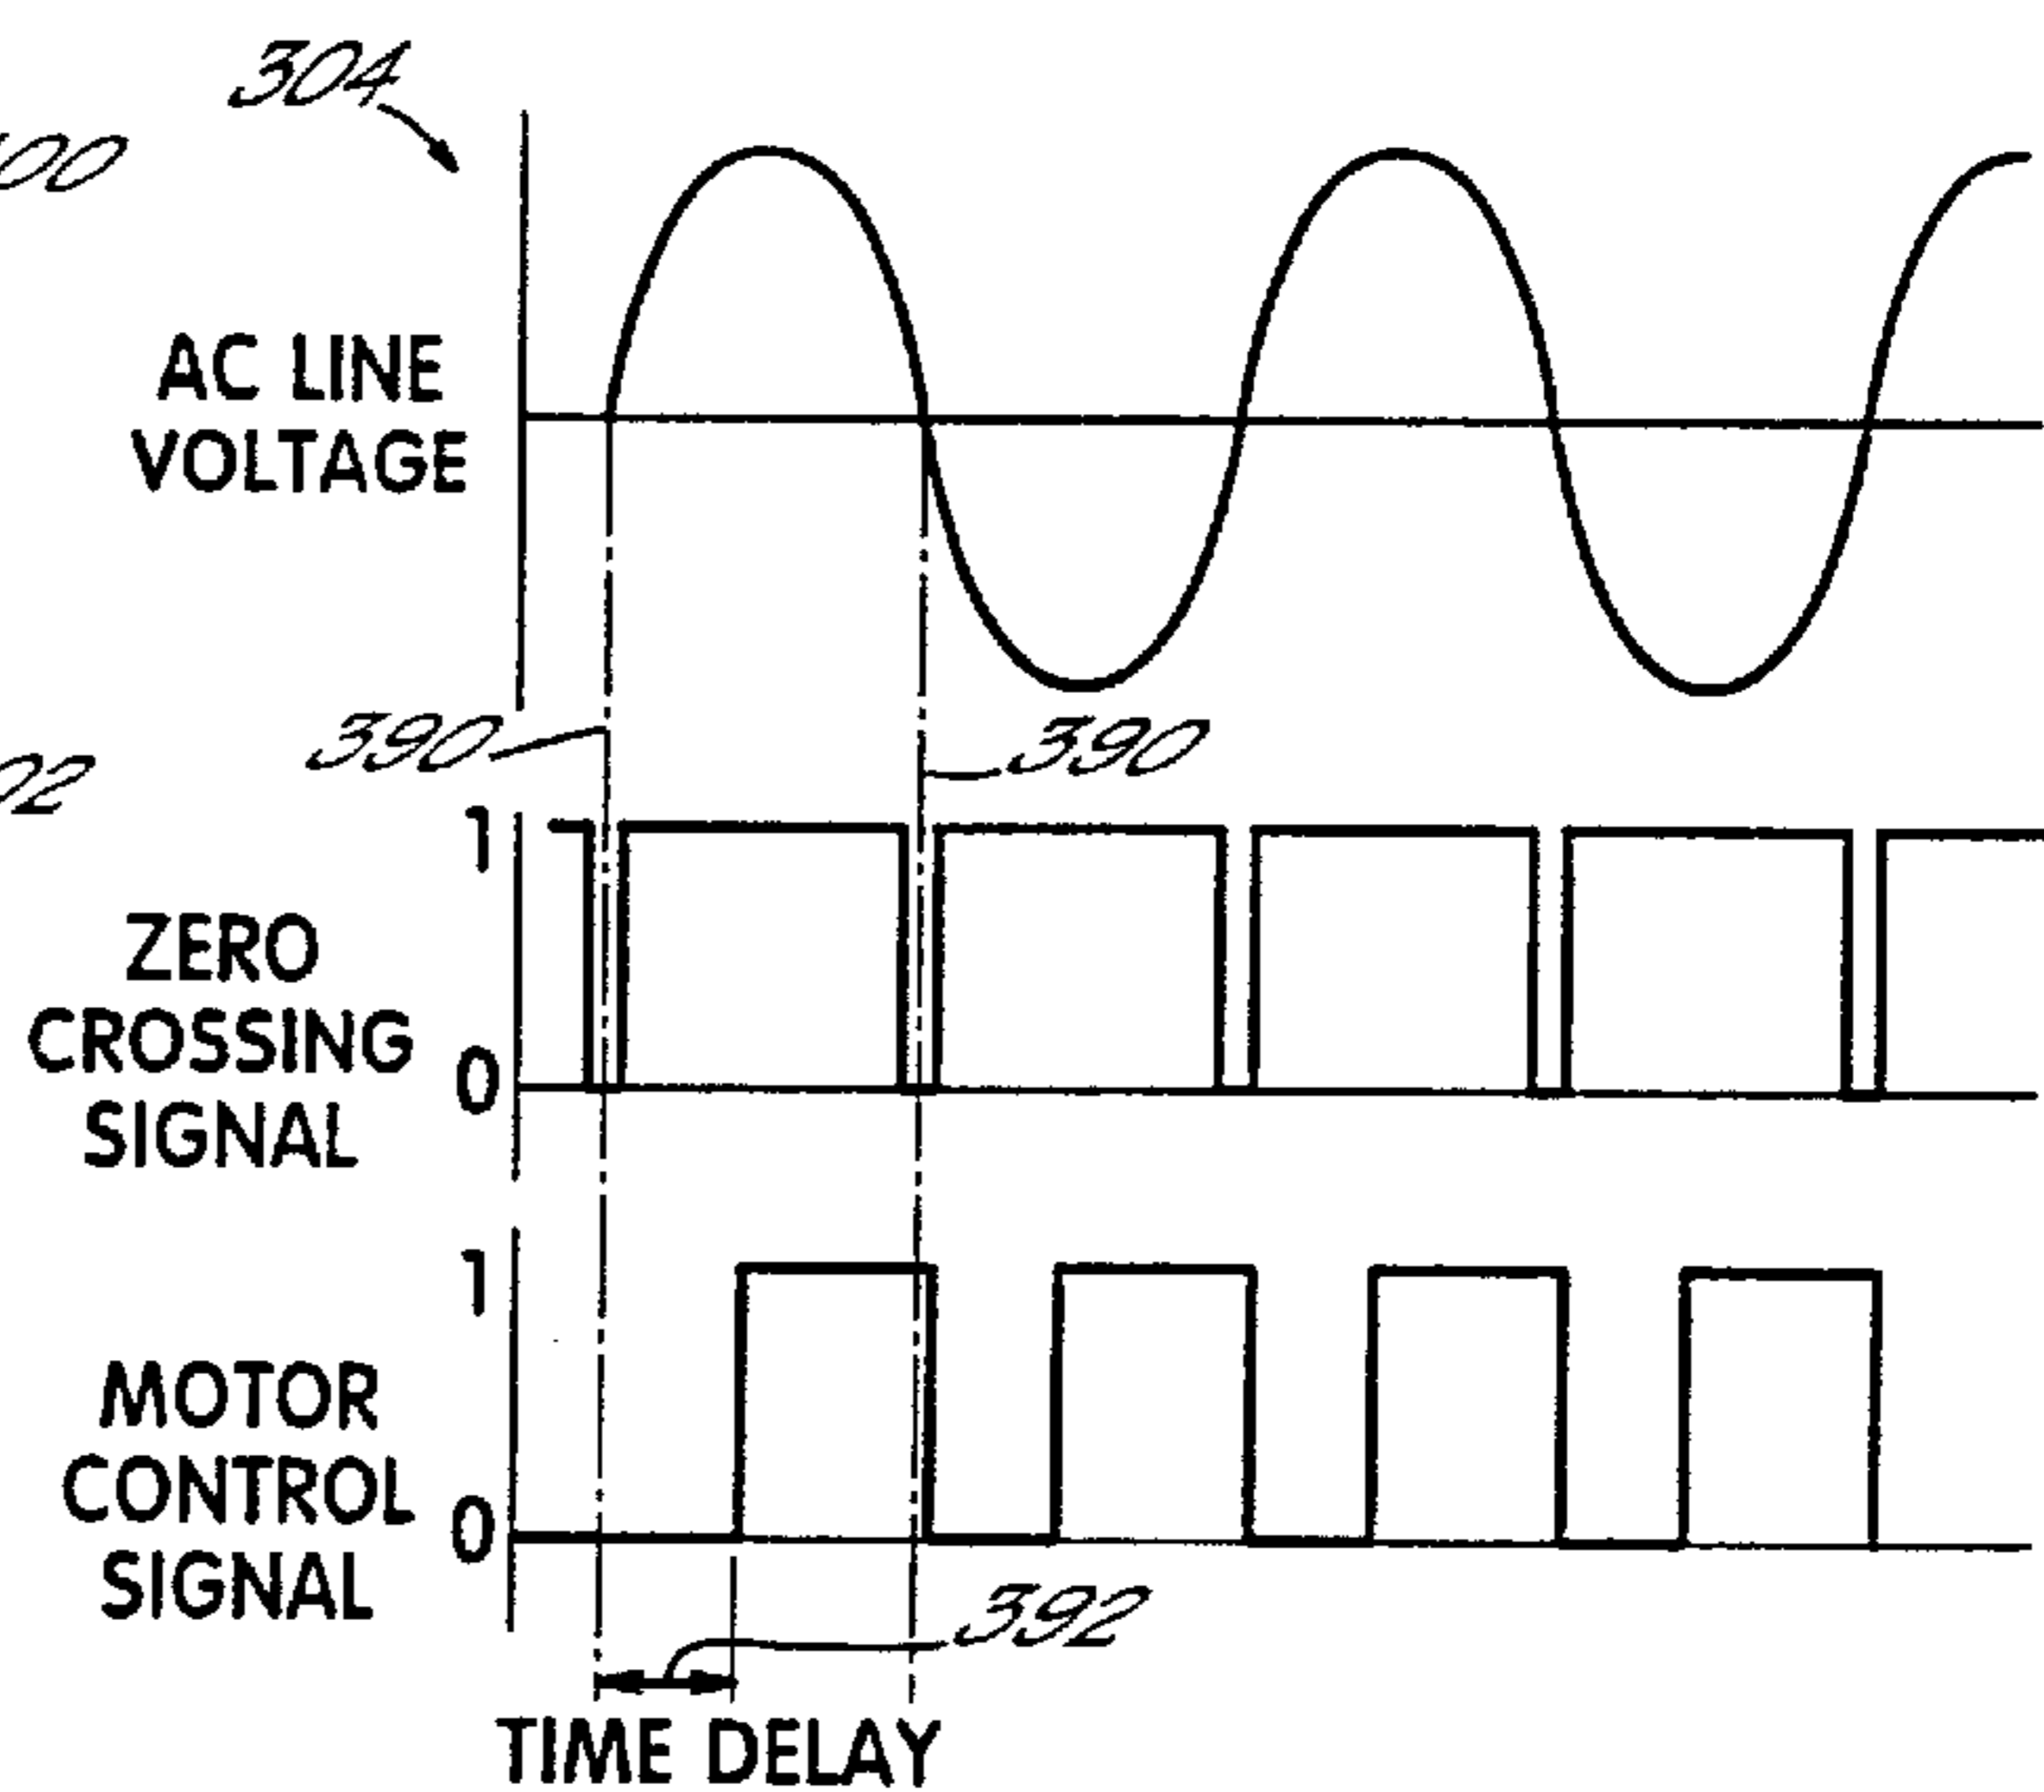 304
AC LINE
VOLTAGE
390
390
1
ZERO
CROSSING
SIGNAL
0
1
MOTOR
CONTROL
SIGNAL
0
392
TIME DELAY